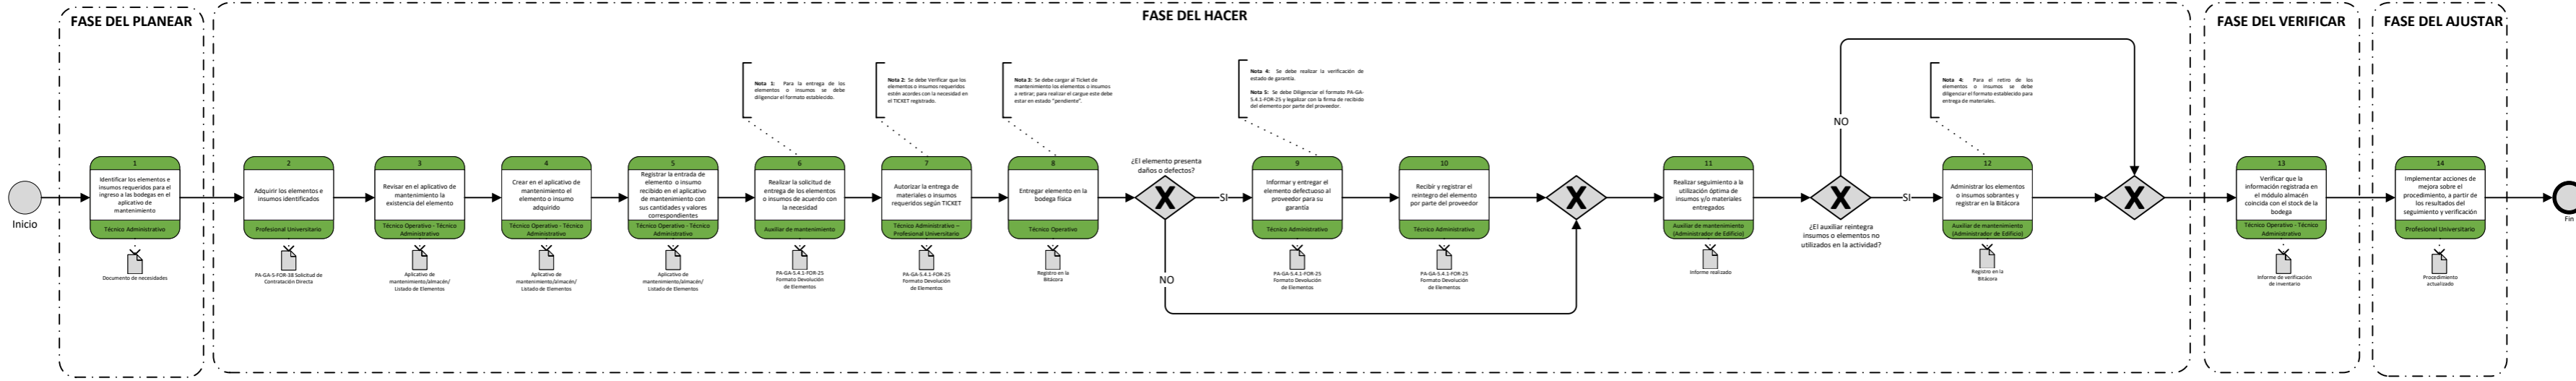 FASE DEL PLANEAR
FASE DEL HACER
FASE DEL VERIFICAR
FASE DEL AJUSTAR
Inicio
1
Identificar los elementos e
insumos requeridos para el
ingreso a las bodegas en el
aplicativo de
mantenimiento
Técnico Administrativo
Documento de necesidades
2
Adquirir los elementos e
insumos identificados
Profesional Universitario
PA-GA-5-FOR-38 Solicitud de
Contratación Directa
3
Revisar en el aplicativo de
mantenimiento la
existencia del elemento
Técnico Operativo - Técnico
Administrativo
Aplicativo de
mantenimiento/almacén/
Listado de Elementos
4
Crear en el aplicativo de
mantenimiento el
elemento o insumo
adquirido
Técnico Operativo - Técnico
Administrativo
Aplicativo de
mantenimiento/almacén/
Listado de Elementos
5
Registrar la entrada de
elemento o insumo
recibido en el aplicativo
de mantenimiento con sus
cantidades y valores
correspondientes
Técnico Operativo - Técnico
Administrativo
Aplicativo de
mantenimiento/almacén/
Listado de Elementos
Nota 1: Para la entrega de los
elementos o insumos se debe
diligenciar el formato establecido.
6
Realizar la solicitud de
entrega de los elementos
o insumos de acuerdo con
la necesidad
Auxiliar de mantenimiento
PA-GA-5.4.1-FOR-25
Formato Devolución
de Elementos
Nota 2: Se debe Verificar que los
elementos o insumos requeridos
estén acordes con la necesidad en
el TICKET registrado.
7
Autorizar la entrega de
materiales o insumos
requeridos según TICKET
Técnico Administrativo –
Profesional Universitario
PA-GA-5.4.1-FOR-25
Formato Devolución
de Elementos
Nota 3: Se debe cargar al Ticket de
mantenimiento los elementos o insumos
a retirar; para realizar el cargue este debe
estar en estado "pendiente".
8
Entregar elemento en la
bodega física
Técnico Operativo
Registro en la
Bitácora
¿El elemento presenta
daños o defectos?
X
SI
NO
Nota 4: Se debe realizar la verificación de
estado de garantía.
Nota 5: Se debe Diligenciar el formato PA-GA-
5.4.1-FOR-25 y legalizar con la firma de recibido
del elemento por parte del proveedor.
9
Informar y entregar el
elemento defectuoso al
proveedor para su
garantía
Técnico Administrativo
PA-GA-5.4.1-FOR-25
Formato Devolución
de Elementos
10
Recibir y registrar el
reintegro del elemento
por parte del proveedor
Técnico Administrativo
PA-GA-5.4.1-FOR-25
Formato Devolución
de Elementos
X
11
Realizar seguimiento a la
utilización óptima de
insumos y/o materiales
entregados
Auxiliar de mantenimiento
(Administrador de Edificio)
Informe realizado
NO
X
SI
¿El auxiliar reintegra
insumos o elementos no
utilizados en la actividad?
Nota 4: Para el retiro de los
elementos o insumos se debe
diligenciar el formato establecido para
entrega de materiales.
12
Administrar los elementos
o insumos sobrantes y
registrar en la Bitácora
Auxiliar de mantenimiento
(Administrador de Edificio)
Registro en la
Bitácora
X
13
Verificar que la
información registrada en
el módulo almacén
coincida con el stock de la
bodega
Técnico Operativo - Técnico
Administrativo
Informe de verificación
de inventario
14
Implementar acciones de
mejora sobre el
procedimiento, a partir de
los resultados del
seguimiento y verificación
Profesional Universitario
Procedimiento
actualizado
Fin